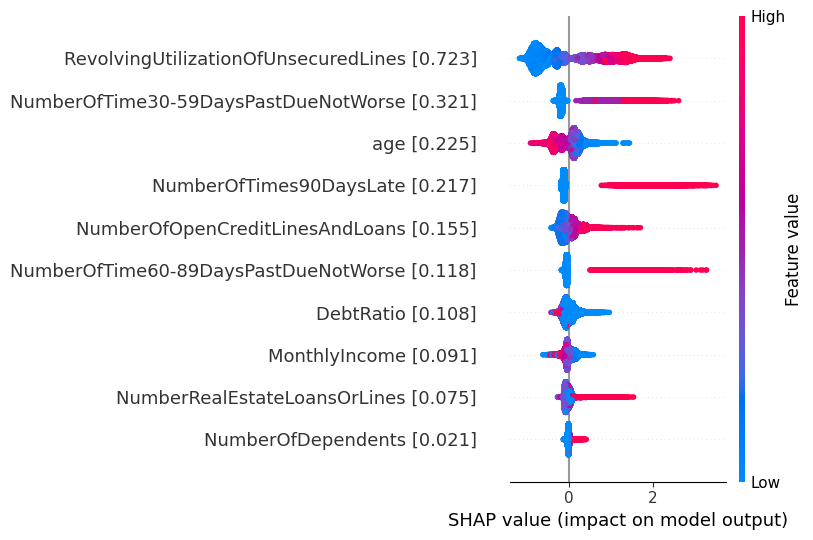 High
RevolvingUtilizationOfUnsecuredLines [0.723]
NumberOfTime30-59DaysPastDueNotWorse [0.321]
age [0.225]
NumberOfTimes90DaysLate [0.217]
NumberOfOpenCreditLinesAndLoans [0.155]
NumberOfTime60-89DaysPastDueNotWorse [0.118]
DebtRatio [0.108]
MonthlyIncome [0.091]
NumberRealEstateLoansOrLines [0.075]
NumberOfDependents [0.021]
Feature value
Low
0 2
SHAP value (impact on model output)